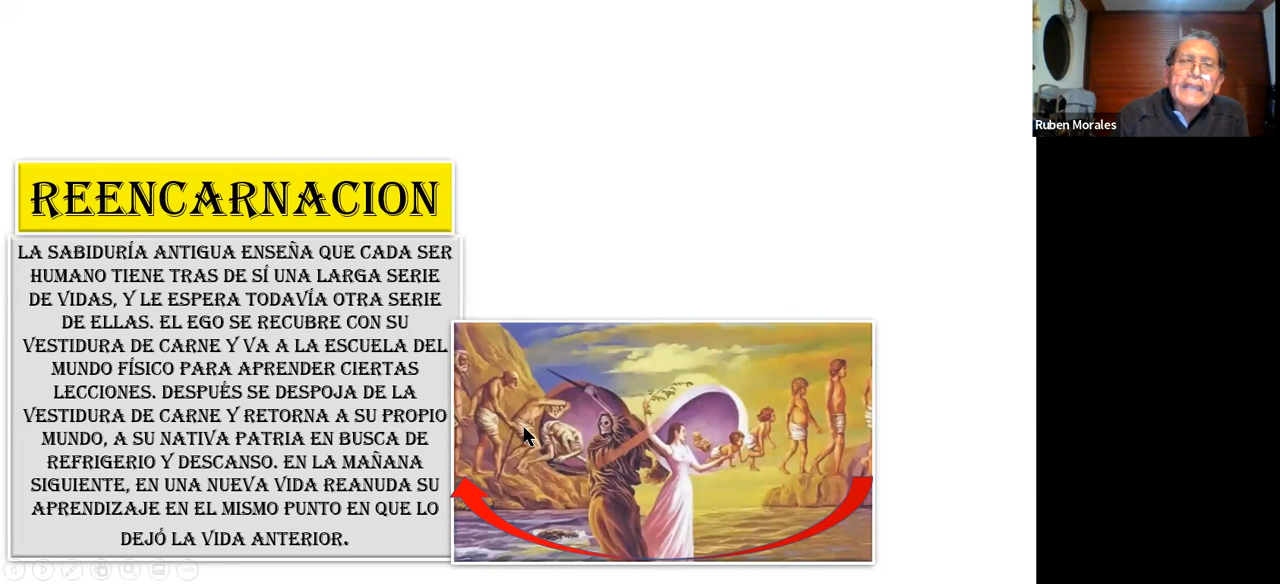 REENCARNACION
LA SABIDURÍA ANTIGUA ENSEÑA QUE CADA SER
HUMANO TIENE TRAS DE SÍ UNA LARGA SERIE
DE VIDAS, Y LE ESPERA TODAVÍA OTRA SERIE
DE ELLAS. EL EGO SE RECUBRE CON SU
VESTIDURA DE CARNE Y VA A LA ESCUELA DEL
MUNDO FÍSICO PARA APRENDER CIERTAS
LECCIONES. DESPUÉS SE DESPOJA DE LA
VESTIDURA DE CARNE Y RETORNA A SU PROPIO
MUNDO, A SU NATIVA PATRIA EN BUSCA DE
REFRIGERIO Y DESCANSO. EN LA MAÑANA
SIGUIENTE, EN UNA NUEVA VIDA REANUDA SU
APRENDIZAJE EN EL MISMO PUNTO EN QUE LO
DEJÓ LA VIDA ANTERIOR.
Ruben Morales